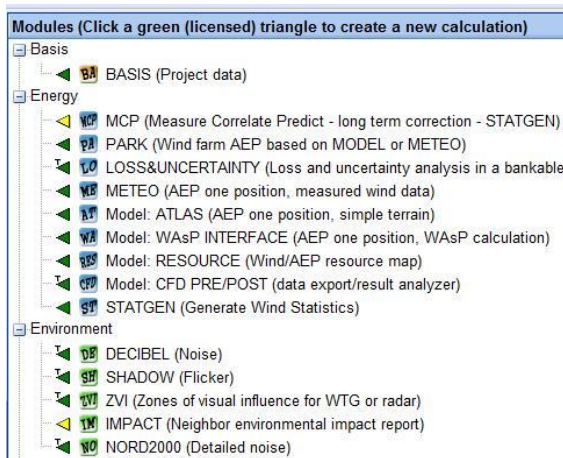 Modules (Click a green (licensed) triangle to create a new calculation)
Basis
BA BASIS (Project data)
Energy
MCP MCP (Measure Correlate Predict - long term correction - STATGEN)
PA PARK (Wind farm AEP based on MODEL or METEO)
T LO LOSS&UNCERTAINTY (Loss and uncertainty analysis in a bankable
ME METEO (AEP one position, measured wind data)
AT Model: ATLAS (AEP one position, simple terrain)
WA Model: WAsP INTERFACE (AEP one position, WAsP calculation)
RES Model: RESOURCE (Wind/AEP resource map)
T CFD Model: CFD PRE/POST (data export/result analyzer)
ST STATGEN (Generate Wind Statistics)
Environment
T DE DECIBEL (Noise)
T SH SHADOW (Flicker)
T ZVI ZVI (Zones of visual influence for WTG or radar)
IM IMPACT (Neighbor environmental impact report)
T NO NORD2000 (Detailed noise)